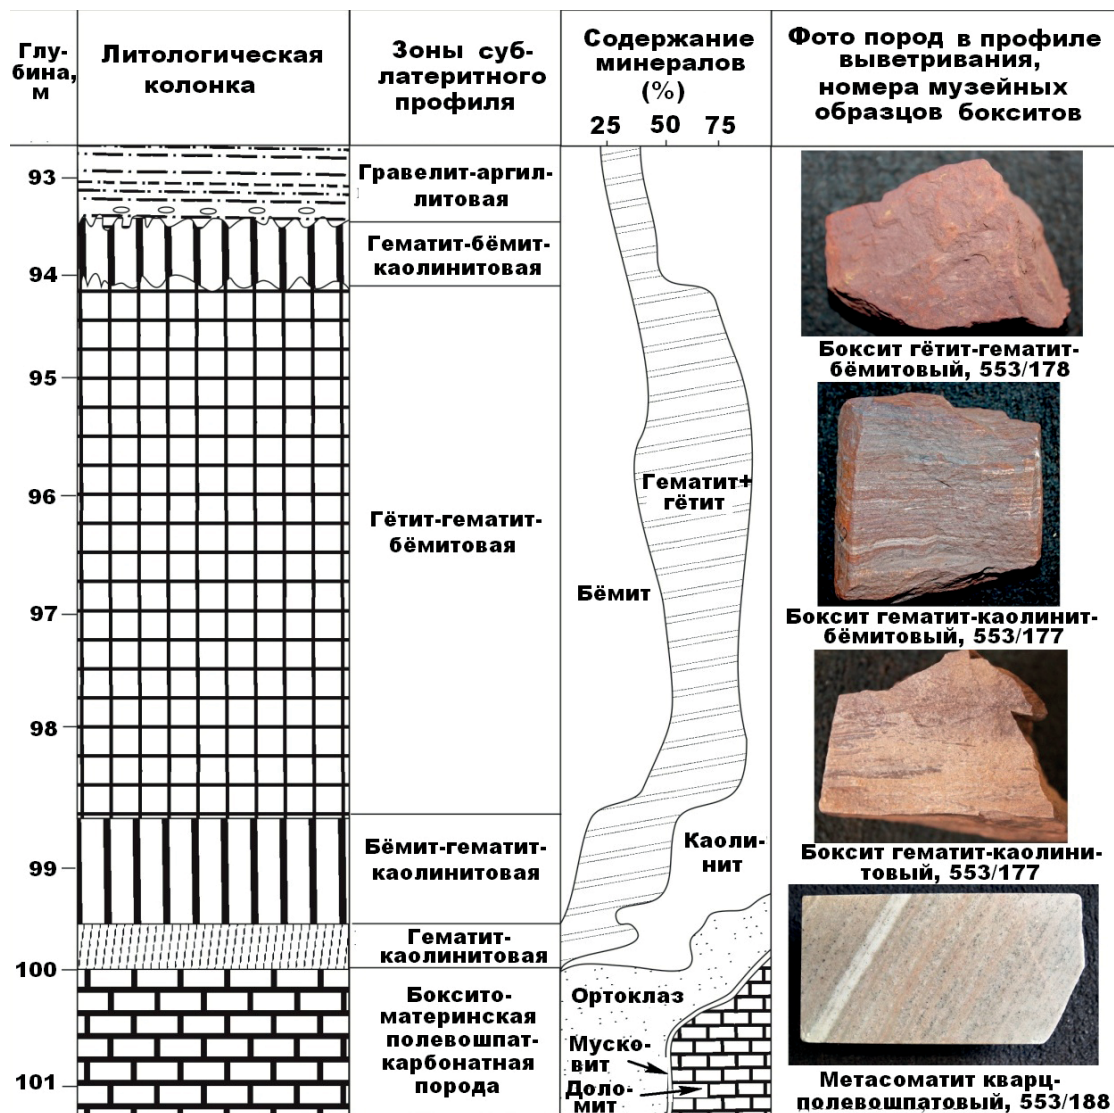 Глу-
бина,
м
Литологическая
колонка
Зоны суб-
латеритного
профиля
Содержание
минералов
(%)
25 50 75
Фото пород в профиле
выветривания,
номера музейных
образцов бокситов
93
94
95
96
97
98
99
100
101
Гравелит-аргил-
литовая
Гематит-бёмит-
каолинитовая
Гётит-гематит-
бёмитовая
Бёмит-гематит-
каолинитовая
Гематит-
каолинитовая
Боксито-
материнская
полевошпат-
карбонатная
порода
Гематит+
гётит
Бёмит
Каоли-
нит
Ортоклаз
Муско-
вит
Доло-
мит
Боксит гётит-гематит-
бёмитовый, 553/178
Боксит гематит-каолинит-
бёмитовый, 553/177
Боксит гематит-каолини-
товый, 553/177
Метасоматит кварц-
полевошпатовый, 553/188